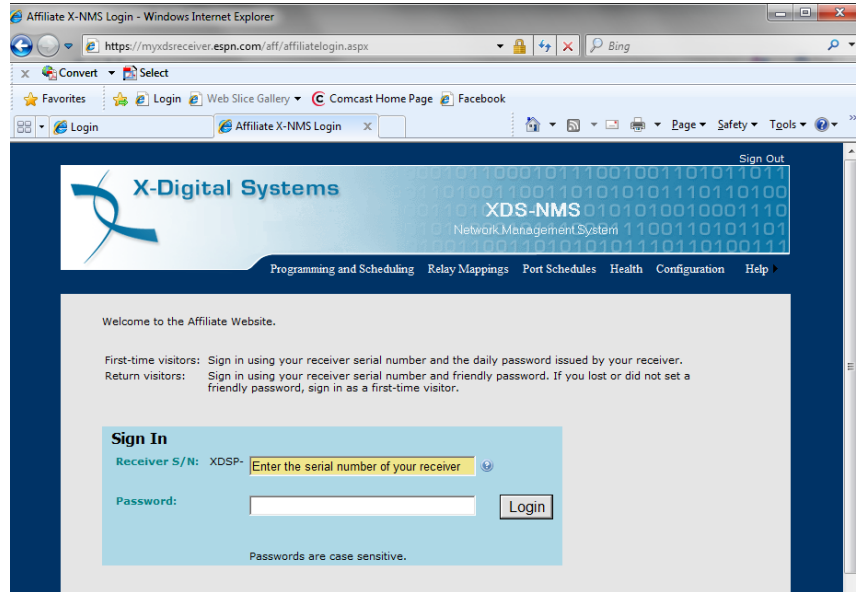 Affiliate X-NMS Login - Windows Internet Explorer
https://myxdsreceiver.espn.com/aff/affiliatelogin.aspx
Bing
x Convert Select
Favorites Login Web Slice Gallery Comcast Home Page Facebook
Login Affiliate X-NMS Login X Page Safety Tools »
Sign Out
X-Digital Systems
XDS-NMS
Network Management System
Programming and Scheduling Relay Mappings Port Schedules Health Configuration Help
Welcome to the Affiliate Website.
First-time visitors: Sign in using your receiver serial number and the daily password issued by your receiver.
Return visitors: Sign in using your receiver serial number and friendly password. If you lost or did not set a
friendly password, sign in as a first-time visitor.
Sign In
Receiver S/N: XDSP- Enter the serial number of your receiver
Password:
Login
Passwords are case sensitive.